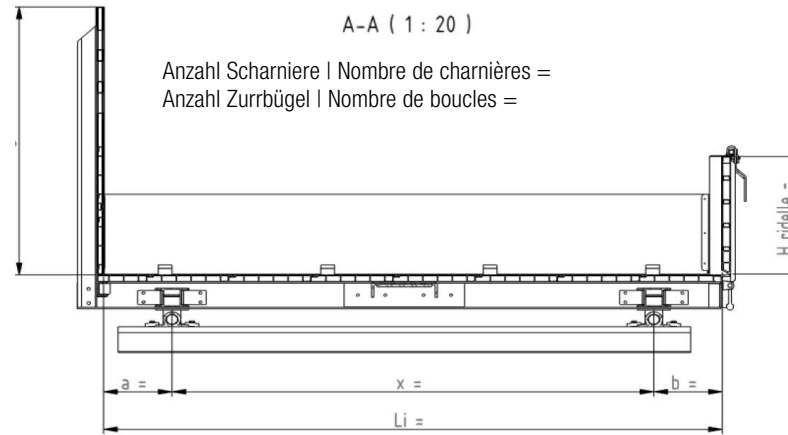 A-A ( 1 : 20 )
Anzahl Scharniere | Nombre de charnières =
Anzahl Zurrbügel | Nombre de boucles =
H ridelle =
a =
x =
b =
Li =